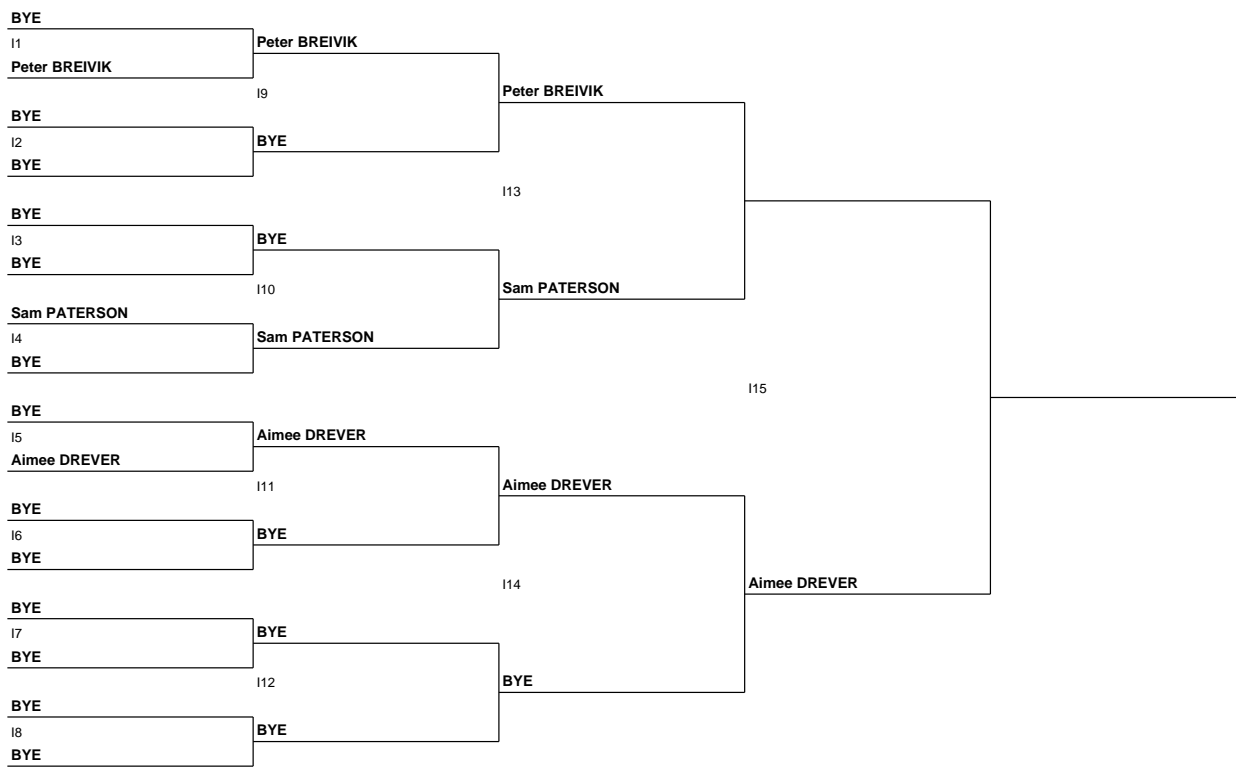 BYE
I1
Peter BREIVIK
Peter BREIVIK
I9
Peter BREIVIK
BYE
I2
BYE
BYE
I13
BYE
I3
BYE
BYE
I10
Sam PATERSON
Sam PATERSON
I4
Sam PATERSON
BYE
I15
BYE
I5
Aimee DREVER
Aimee DREVER
I11
Aimee DREVER
BYE
I6
BYE
BYE
I14
Aimee DREVER
BYE
I7
BYE
BYE
I12
BYE
BYE
I8
BYE
BYE